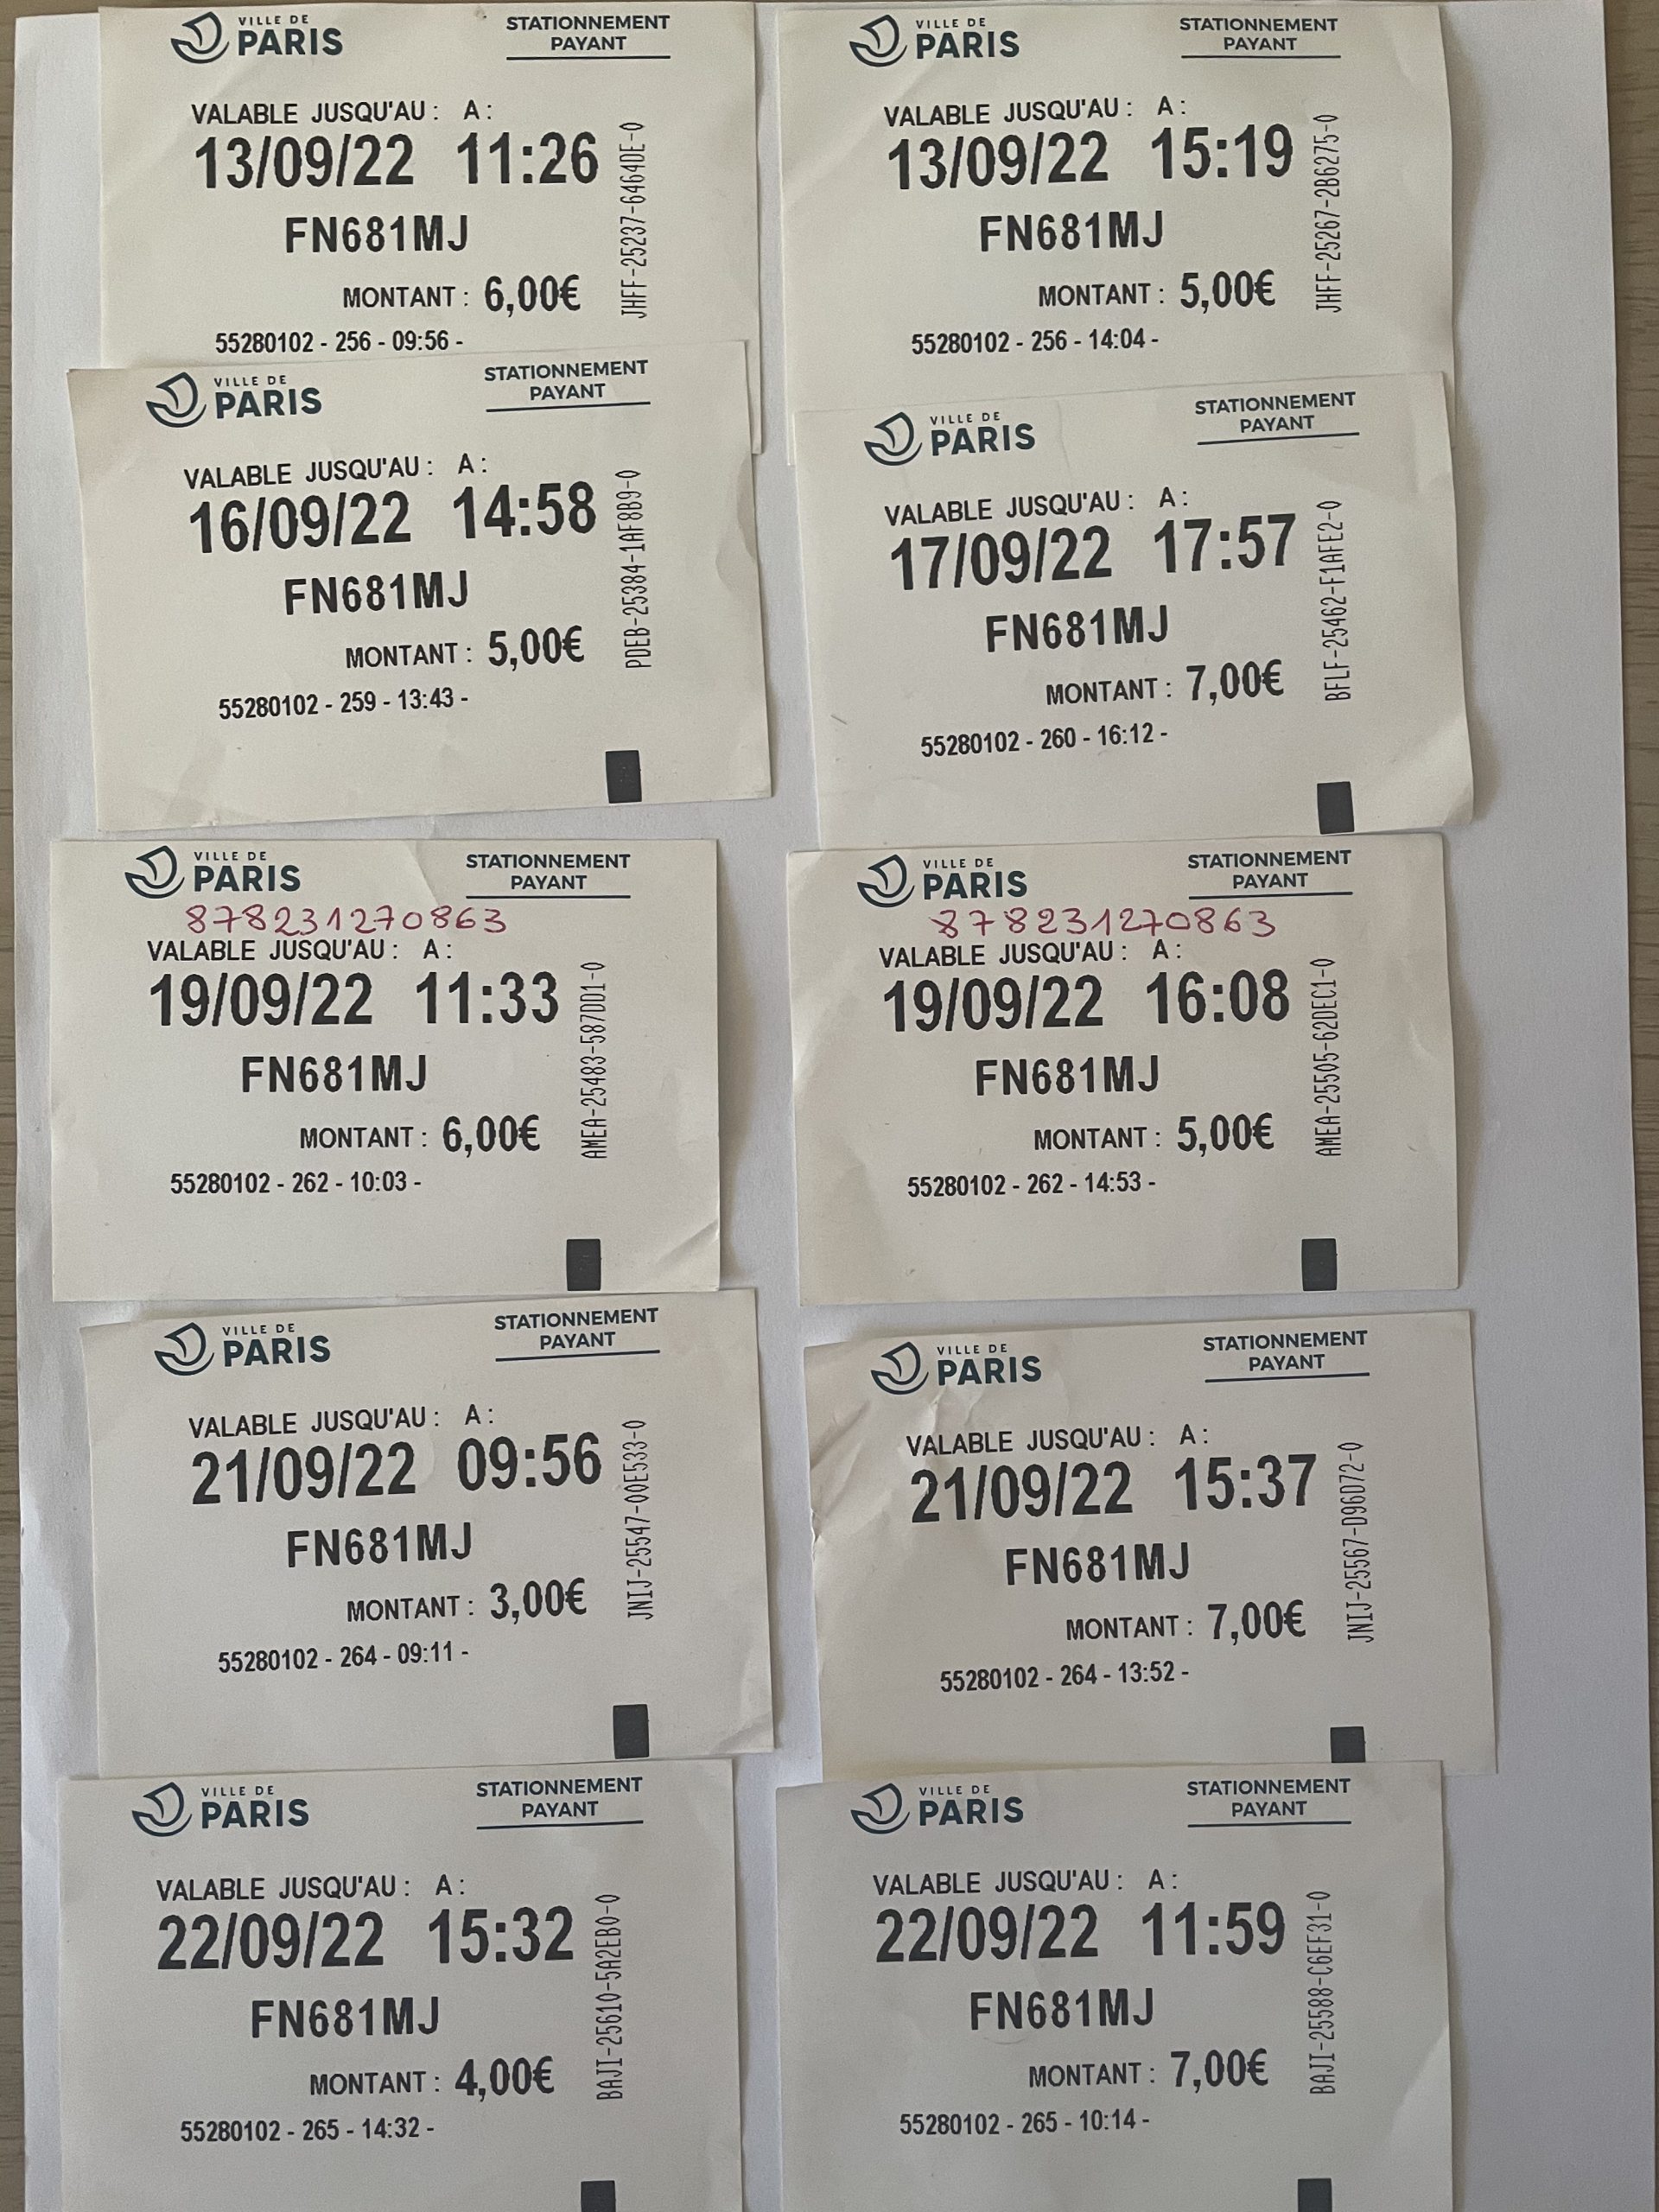 VILLE DE
PARIS
STATIONNEMENT
PAYANT
VALABLE JUSQU'AU : A :
13/09/22 11:26
FN681MJ
MONTANT : 6,00€
55280102 - 256 - 09:56 -
JHFF-25237-6464DE-0
VILLE DE
PARIS
STATIONNEMENT
PAYANT
VALABLE JUSQU'AU : A :
13/09/22 15:19
FN681MJ
MONTANT : 5,00€
55280102 - 256 - 14:04 -
JHFF-25267-2B6275-0
VILLE DE
PARIS
STATIONNEMENT
PAYANT
VALABLE JUSQU'AU : A :
16/09/22 14:58
FN681MJ
MONTANT : 5,00€
55280102 - 259 - 13:43 -
PDEB-25384-1AF8B9-0
VILLE DE
PARIS
STATIONNEMENT
PAYANT
VALABLE JUSQU'AU : A :
17/09/22 17:57
FN681MJ
MONTANT : 7,00€
55280102 - 260 - 16:12 -
BFLF-25462-F1AFE2-0
VILLE DE
PARIS
STATIONNEMENT
PAYANT
878231270863
VALABLE JUSQU'AU : A :
19/09/22 11:33
FN681MJ
MONTANT : 6,00€
55280102 - 262 - 10:03 -
AMEA-25483-587DD1-0
VILLE DE
PARIS
STATIONNEMENT
PAYANT
878231270863
VALABLE JUSQU'AU : A :
19/09/22 16:08
FN681MJ
MONTANT : 5,00€
55280102 - 262 - 14:53 -
AMEA-25505-62DEC1-0
VILLE DE
PARIS
STATIONNEMENT
PAYANT
VALABLE JUSQU'AU : A :
21/09/22 09:56
FN681MJ
MONTANT : 3,00€
55280102 - 264 - 09:11 -
JNIJ-25547-00E533-0
VILLE DE
PARIS
STATIONNEMENT
PAYANT
VALABLE JUSQU'AU : A :
21/09/22 15:37
FN681MJ
MONTANT : 7,00€
55280102 - 264 - 13:52 -
JNIJ-25567-D96D72-0
VILLE DE
PARIS
STATIONNEMENT
PAYANT
VALABLE JUSQU'AU : A :
22/09/22 15:32
FN681MJ
MONTANT : 4,00€
55280102 - 265 - 14:32 -
BAJI-25610-5A2EB0-0
VILLE DE
PARIS
STATIONNEMENT
PAYANT
VALABLE JUSQU'AU : A :
22/09/22 11:59
FN681MJ
MONTANT : 7,00€
55280102 - 265 - 10:14 -
BAJI-25588-C6EF31-0